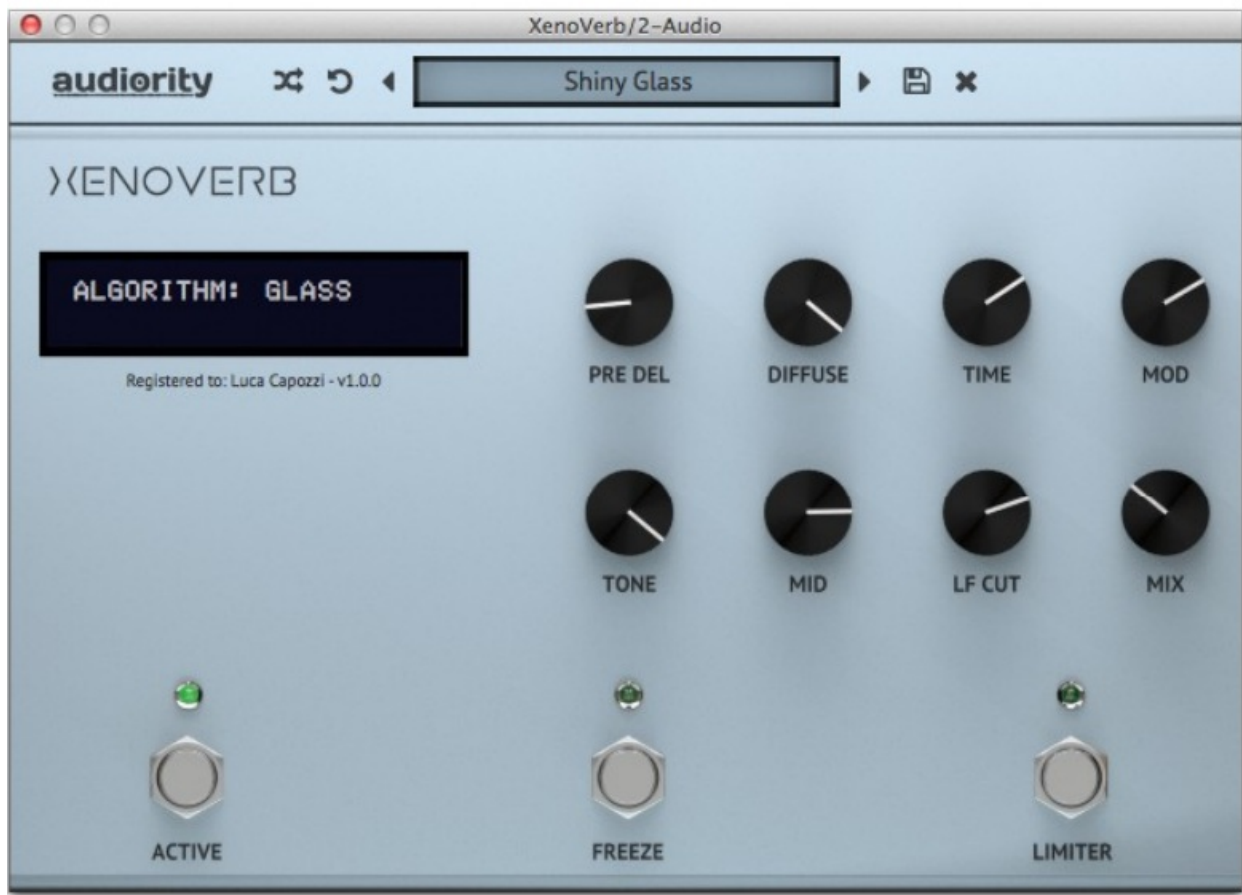 XenoVerb/2-Audio
audiority
Shiny Glass
XENOVERB
ALGORITHM: GLASS
Registered to: Luca Capozzi - v1.0.0
PRE DEL
DIFFUSE
TIME
MOD
TONE
MID
LF CUT
MIX
ACTIVE
FREEZE
LIMITER